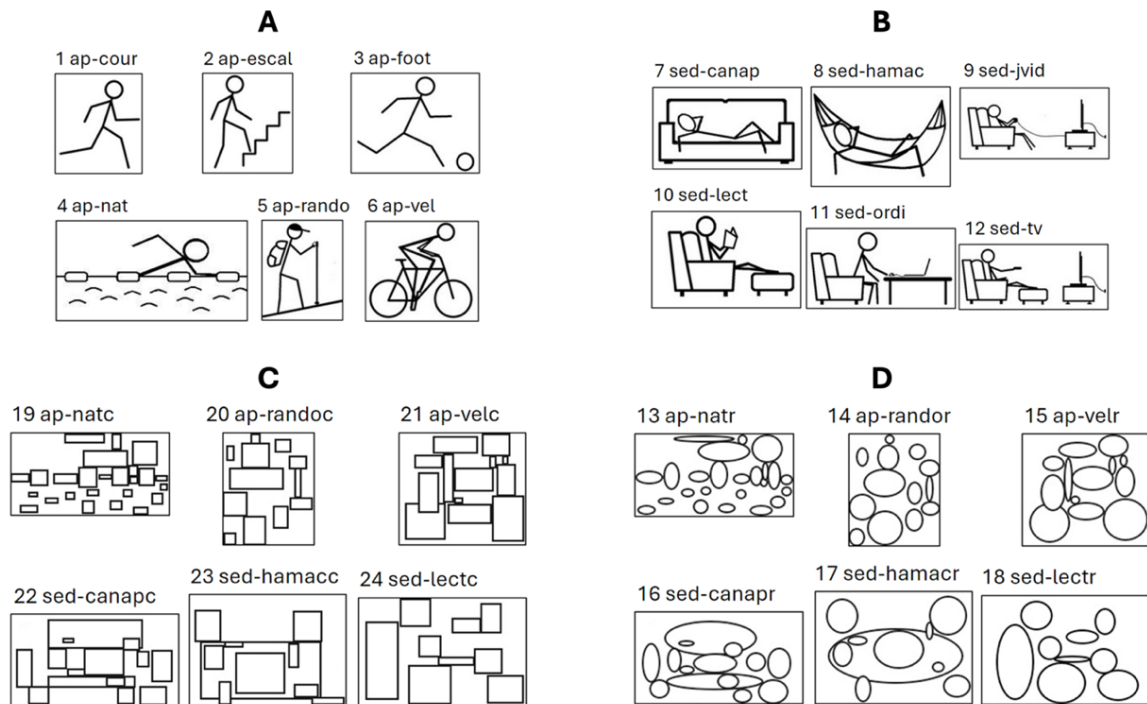 A
1 ap-cour
2 ap-escal
3 ap-foot
4 ap-nat
5 ap-rando
6 ap-vel
B
7 sed-canap
8 sed-hamac
9 sed-jvid
10 sed-lect
11 sed-ordi
12 sed-tv
C
19 ap-natc
20 ap-randoc
21 ap-velc
22 sed-canapc
23 sed-hamacc
24 sed-lectc
D
13 ap-natr
14 ap-randor
15 ap-velr
16 sed-canapr
17 sed-hamacr
18 sed-lectr